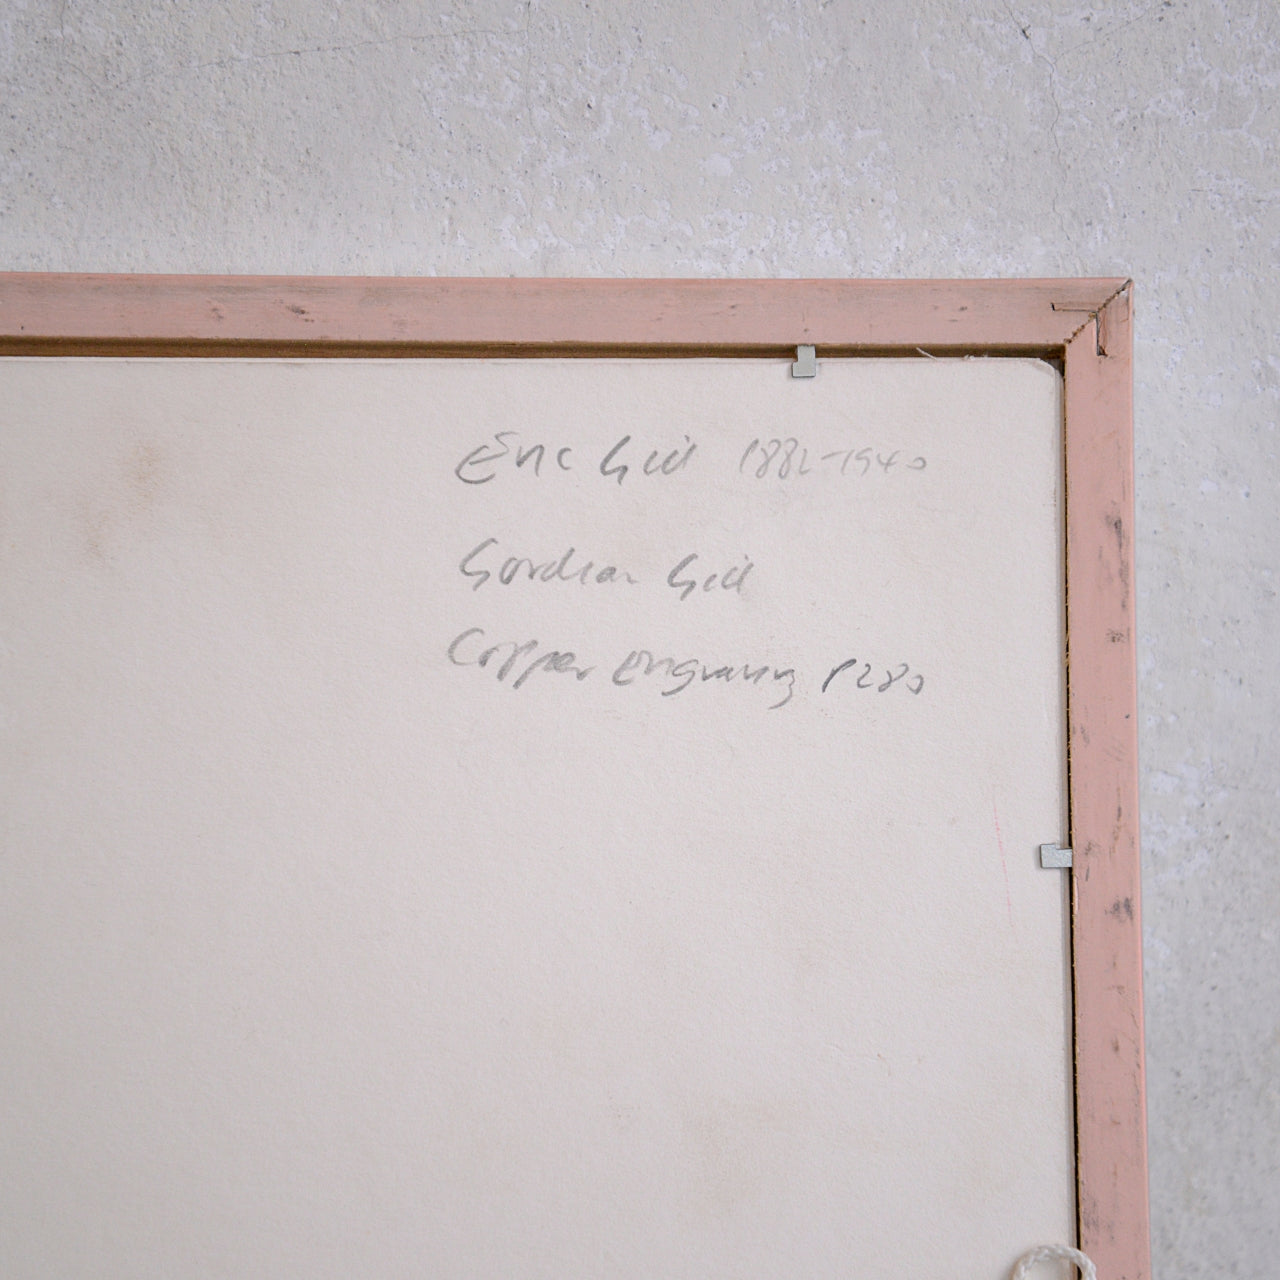 Eric Gill 1882-1940
Gordian Gill
Copper engraving P280